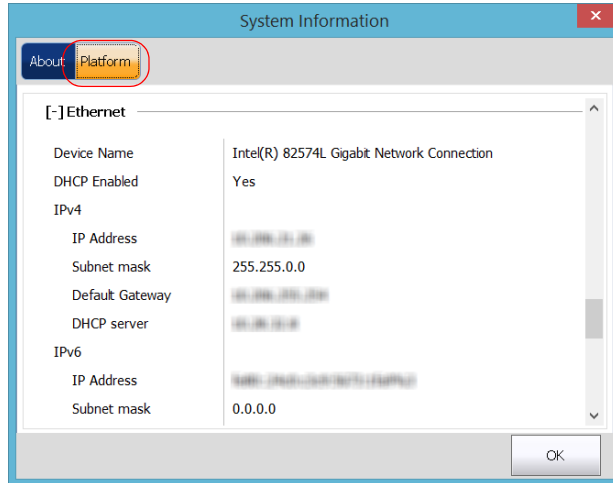 System Information
About Platform
[-] Ethernet
Device Name Intel(R) 82574L Gigabit Network Connection
DHCP Enabled Yes
IPv4
IP Address
Subnet mask 255.255.0.0
Default Gateway
DHCP server
IPv6
IP Address
Subnet mask 0.0.0.0
OK